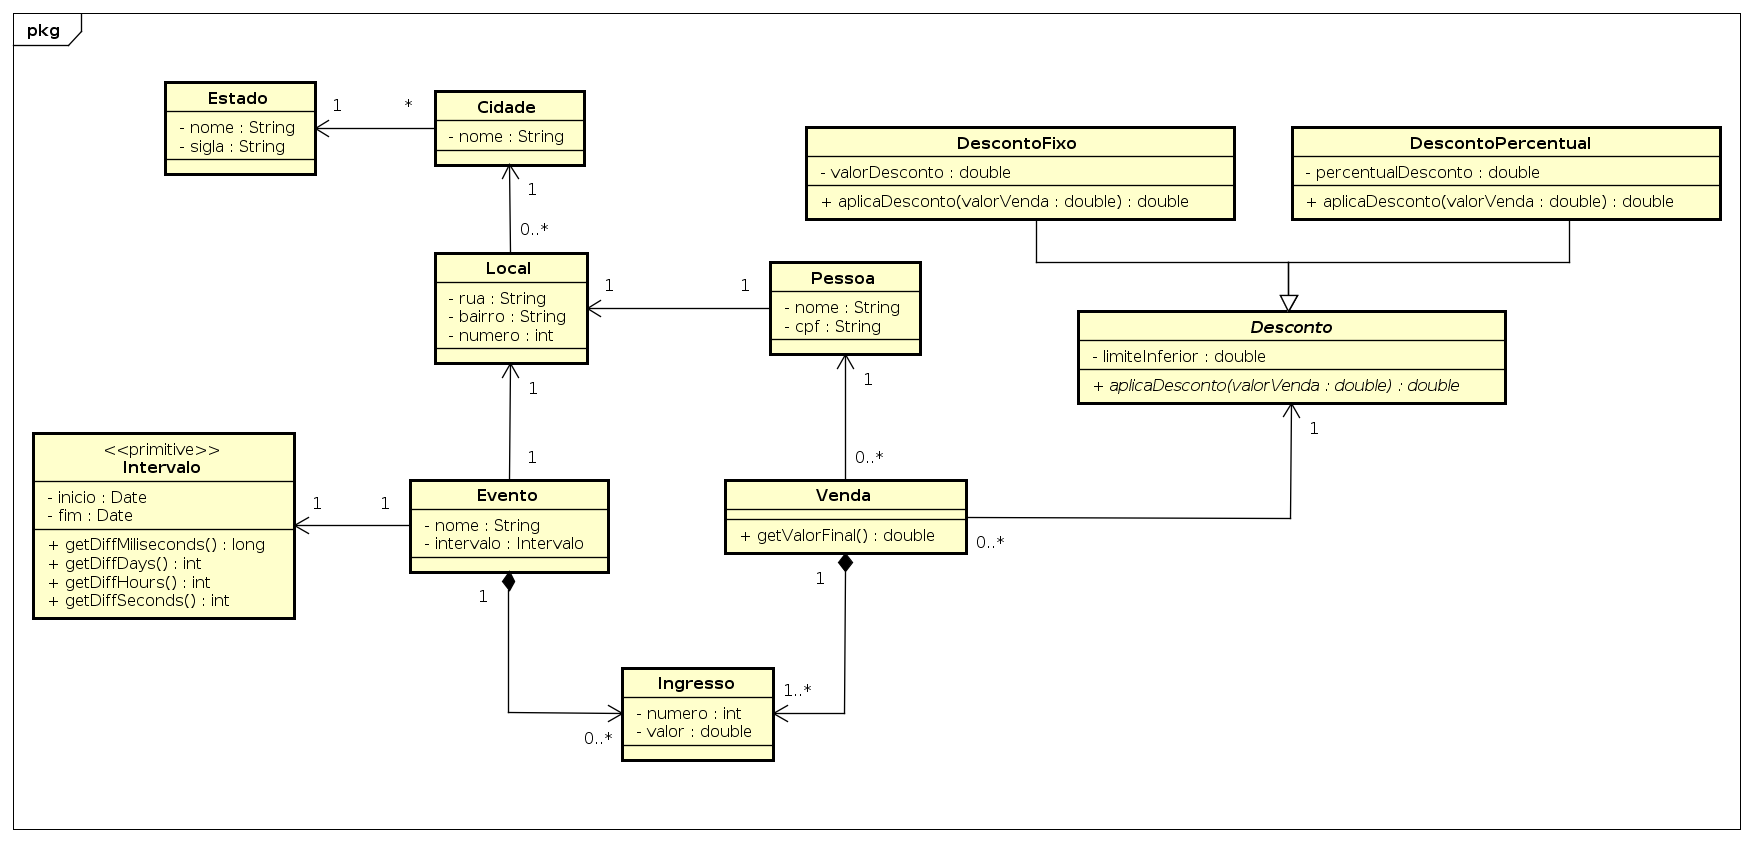 pkg
Estado
- nome : String
- sigla : String
1
*
Cidade
- nome : String
1
0..*
DescontoFixo
- valorDesconto : double
+ aplicaDesconto(valorVenda : double) : double
DescontoPercentual
- percentualDesconto : double
+ aplicaDesconto(valorVenda : double) : double
Local
- rua : String
- bairro : String
- numero : int
1
1
Pessoa
- nome : String
- cpf : String
Desconto
- limiteInferior : double
+ aplicaDesconto(valorVenda : double) : double
1
1
1
1
0..*
<<primitive>>
Intervalo
- inicio : Date
- fim : Date
+ getDiffMiliseconds() : long
+ getDiffDays() : int
+ getDiffHours() : int
+ getDiffSeconds() : int
1
1
Evento
- nome : String
- intervalo : Intervalo
Venda
+ getValorFinal() : double
0..*
1
1
Ingresso
- numero : int
- valor : double
1..*
0..*